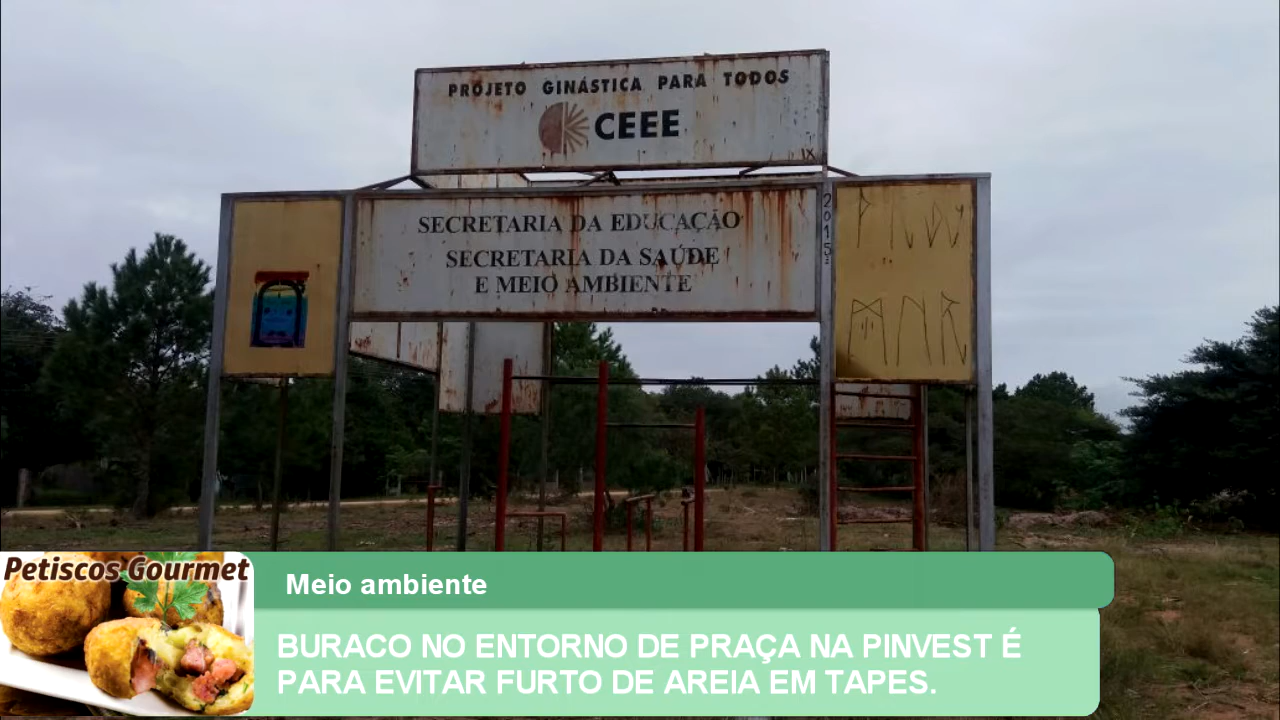 PROJETO GINÁSTICA PARA TODOS
CEEE
IX
2015
SECRETARIA DA EDUCAÇÃO
SECRETARIA DA SAÚDE
E MEIO AMBIENTE
Petiscos Gourmet
Meio ambiente
BURACO NO ENTORNO DE PRAÇA NA PINVEST É
PARA EVITAR FURTO DE AREIA EM TAPES.